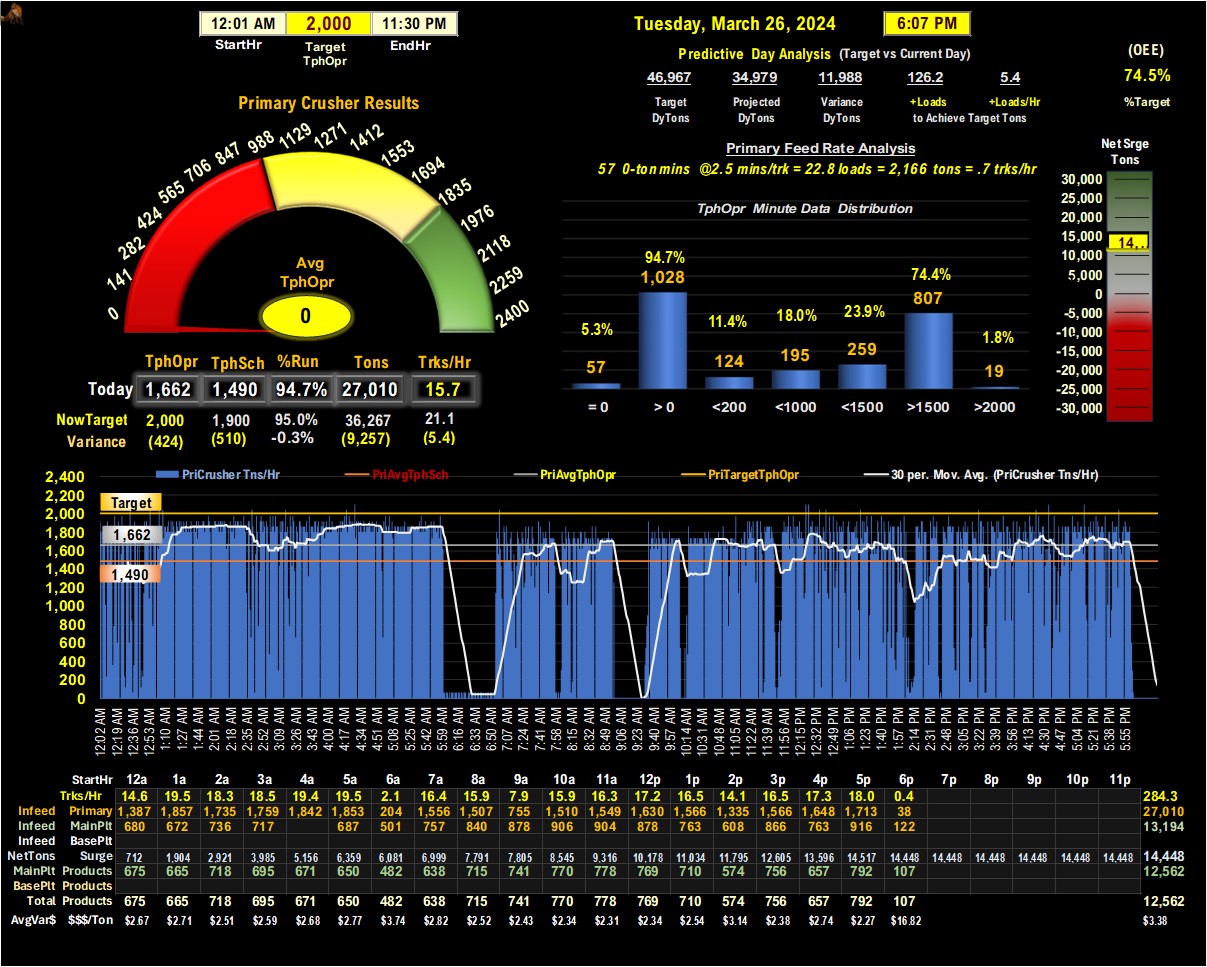 12:01 AM 2,000 11:30 PM
StartHr Target TphOpr EndHr
Tuesday, March 26, 2024 6:07 PM
Predictive Day Analysis (Target vs Current Day)
46,967 34,979 11,988 126.2 5.4
Target Projected Variance +Loads +Loads/Hr
DyTons DyTons DyTons to Achieve Target Tons
(OEE)
74.5%
%Target
Primary Crusher Results
0 141 282 424 565 706 847 988 1129 1271 1412 1553 1694 1835 1976 2118 2259 2400
Avg
TphOpr
0
TphOpr TphSch %Run Tons Trks/Hr
Today 1,662 1,490 94.7% 27,010 15.7
NowTarget 2,000 1,900 95.0% 36,267 21.1
Variance (424) (510) -0.3% (9,257) (5.4)
Primary Feed Rate Analysis
57 0-ton mins @2.5 mins/trk = 22.8 loads = 2,166 tons = .7 trks/hr
TphOpr Minute Data Distribution
5.3% 94.7% 11.4% 18.0% 23.9% 74.4% 1.8%
57 1,028 124 195 259 807 19
= 0 > 0 <200 <1000 <1500 >1500 >2000
Net Srge
Tons
30,000
25,000
20,000
15,000
14,..
10,000
5,000
0
-5,000
-10,000
-15,000
-20,000
-25,000
-30,000
PriCrusher Tns/Hr PriAvgTphSch PriAvgTphOpr PriTargetTphOpr 30 per. Mov. Avg. (PriCrusher Tns/Hr)
2,400
2,200
2,000
1,800
1,600
1,400
1,200
1,000
800
600
400
200
0
Target
1,662
1,490
12:02 AM 12:19 AM 12:36 AM 12:53 AM 1:10 AM 1:27 AM 1:44 AM 2:01 AM 2:18 AM 2:35 AM 2:52 AM 3:09 AM 3:26 AM 3:43 AM 4:00 AM 4:17 AM 4:34 AM 4:51 AM 5:08 AM 5:25 AM 5:42 AM 5:59 AM 6:16 AM 6:33 AM 6:50 AM 7:07 AM 7:24 AM 7:41 AM 7:58 AM 8:15 AM 8:32 AM 8:49 AM 9:06 AM 9:23 AM 9:40 AM 9:57 AM 10:14 AM 10:31 AM 10:48 AM 11:05 AM 11:22 AM 11:39 AM 11:56 AM 12:15 PM 12:32 PM 12:49 PM 1:06 PM 1:23 PM 1:40 PM 1:57 PM 2:14 PM 2:31 PM 2:48 PM 3:05 PM 3:22 PM 3:39 PM 3:56 PM 4:13 PM 4:30 PM 4:47 PM 5:04 PM 5:21 PM 5:38 PM 5:55 PM
StartHr 12a 1a 2a 3a 4a 5a 6a 7a 8a 9a 10a 11a 12p 1p 2p 3p 4p 5p 6p 7p 8p 9p 10p 11p
Trks/Hr 14.6 19.5 18.3 18.5 19.4 19.5 2.1 16.4 15.9 7.9 15.9 16.3 17.2 16.5 14.1 16.5 17.3 18.0 0.4 284.3
Infeed Primary 1,387 1,857 1,735 1,759 1,842 1,853 204 1,556 1,507 755 1,510 1,549 1,630 1,566 1,335 1,566 1,648 1,713 38 27,010
Infeed MainPlt 680 672 736 717 687 501 757 840 878 906 904 878 763 608 866 763 916 122 13,194
Infeed BasePlt
NetTons Surge 712 1,904 2,921 3,985 5,156 6,359 6,081 6,999 7,791 7,805 8,545 9,316 10,178 11,034 11,795 12,605 13,596 14,517 14,448 14,448 14,448 14,448 14,448 14,448 14,448
MainPlt Products 675 665 718 695 671 650 482 638 715 741 770 778 769 710 574 756 657 792 107 12,562
BasePlt Products
Total Products 675 665 718 695 671 650 482 638 715 741 770 778 769 710 574 756 657 792 107 12,562
AvgVar$ $$$/Ton $2.67 $2.71 $2.51 $2.59 $2.68 $2.77 $3.74 $2.82 $2.52 $2.43 $2.34 $2.31 $2.34 $2.54 $3.14 $2.38 $2.74 $2.27 $16.82 $3.38